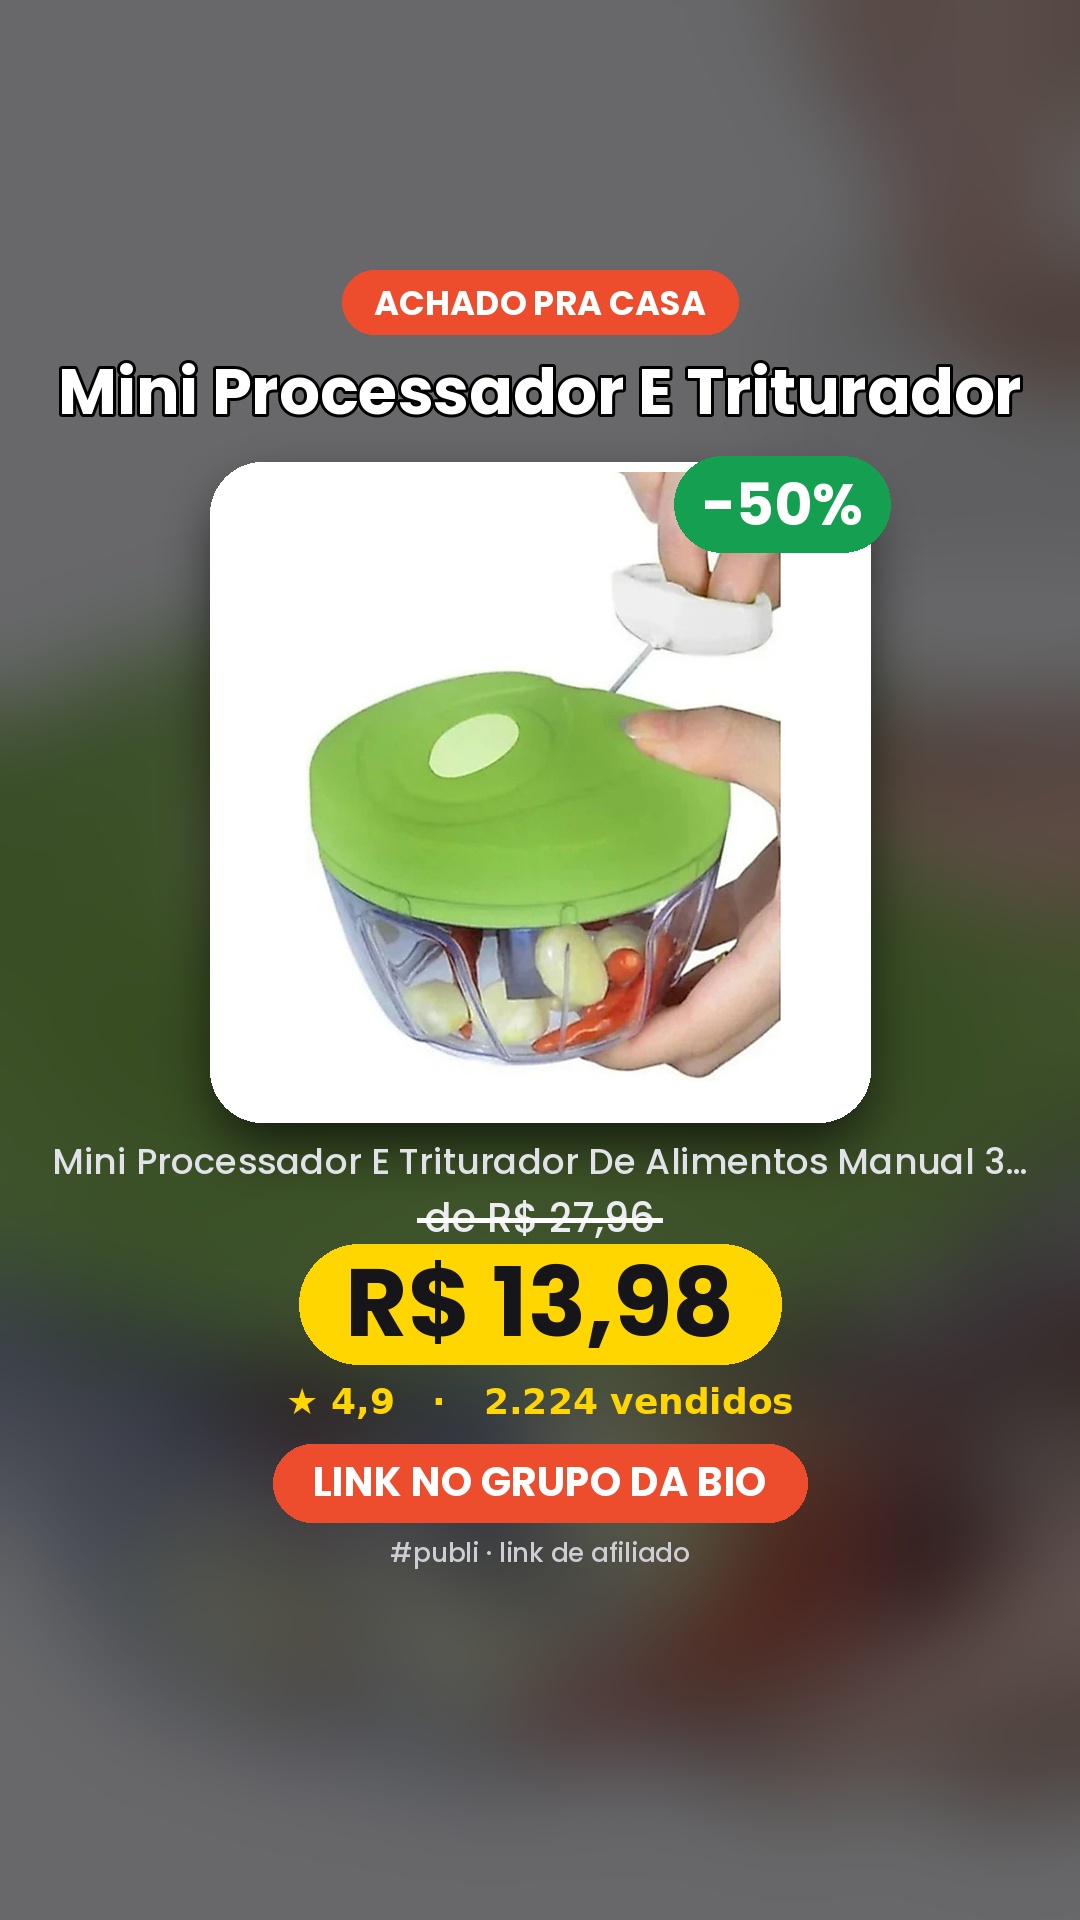 ACHADO PRA CASA
Mini Processador E Triturador
-50%
Mini Processador E Triturador De Alimentos Manual 3...
de R$ 27,96
R$ 13,98
★ 4,9 · 2.224 vendidos
LINK NO GRUPO DA BIO
#publi · link de afiliado